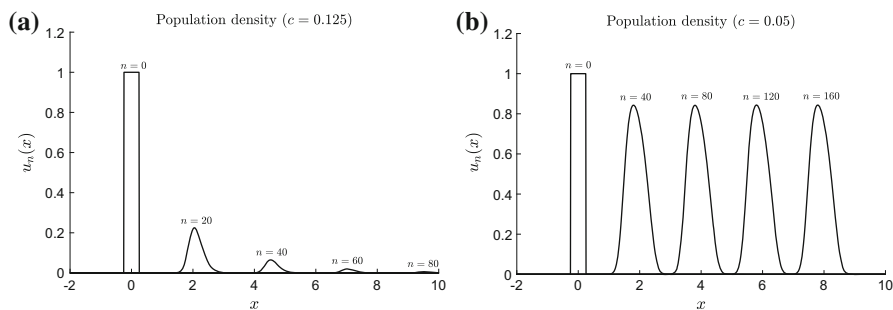 (a)
Population density (c = 0.125)
1.2
1
0.8
0.6
0.4
0.2
0
u_n(x)
n = 0
n = 20
n = 40
n = 60
n = 80
-2
0
2
4
6
8
10
x
(b)
Population density (c = 0.05)
1.2
1
0.8
0.6
0.4
0.2
0
u_n(x)
n = 0
n = 40
n = 80
n = 120
n = 160
-2
0
2
4
6
8
10
x